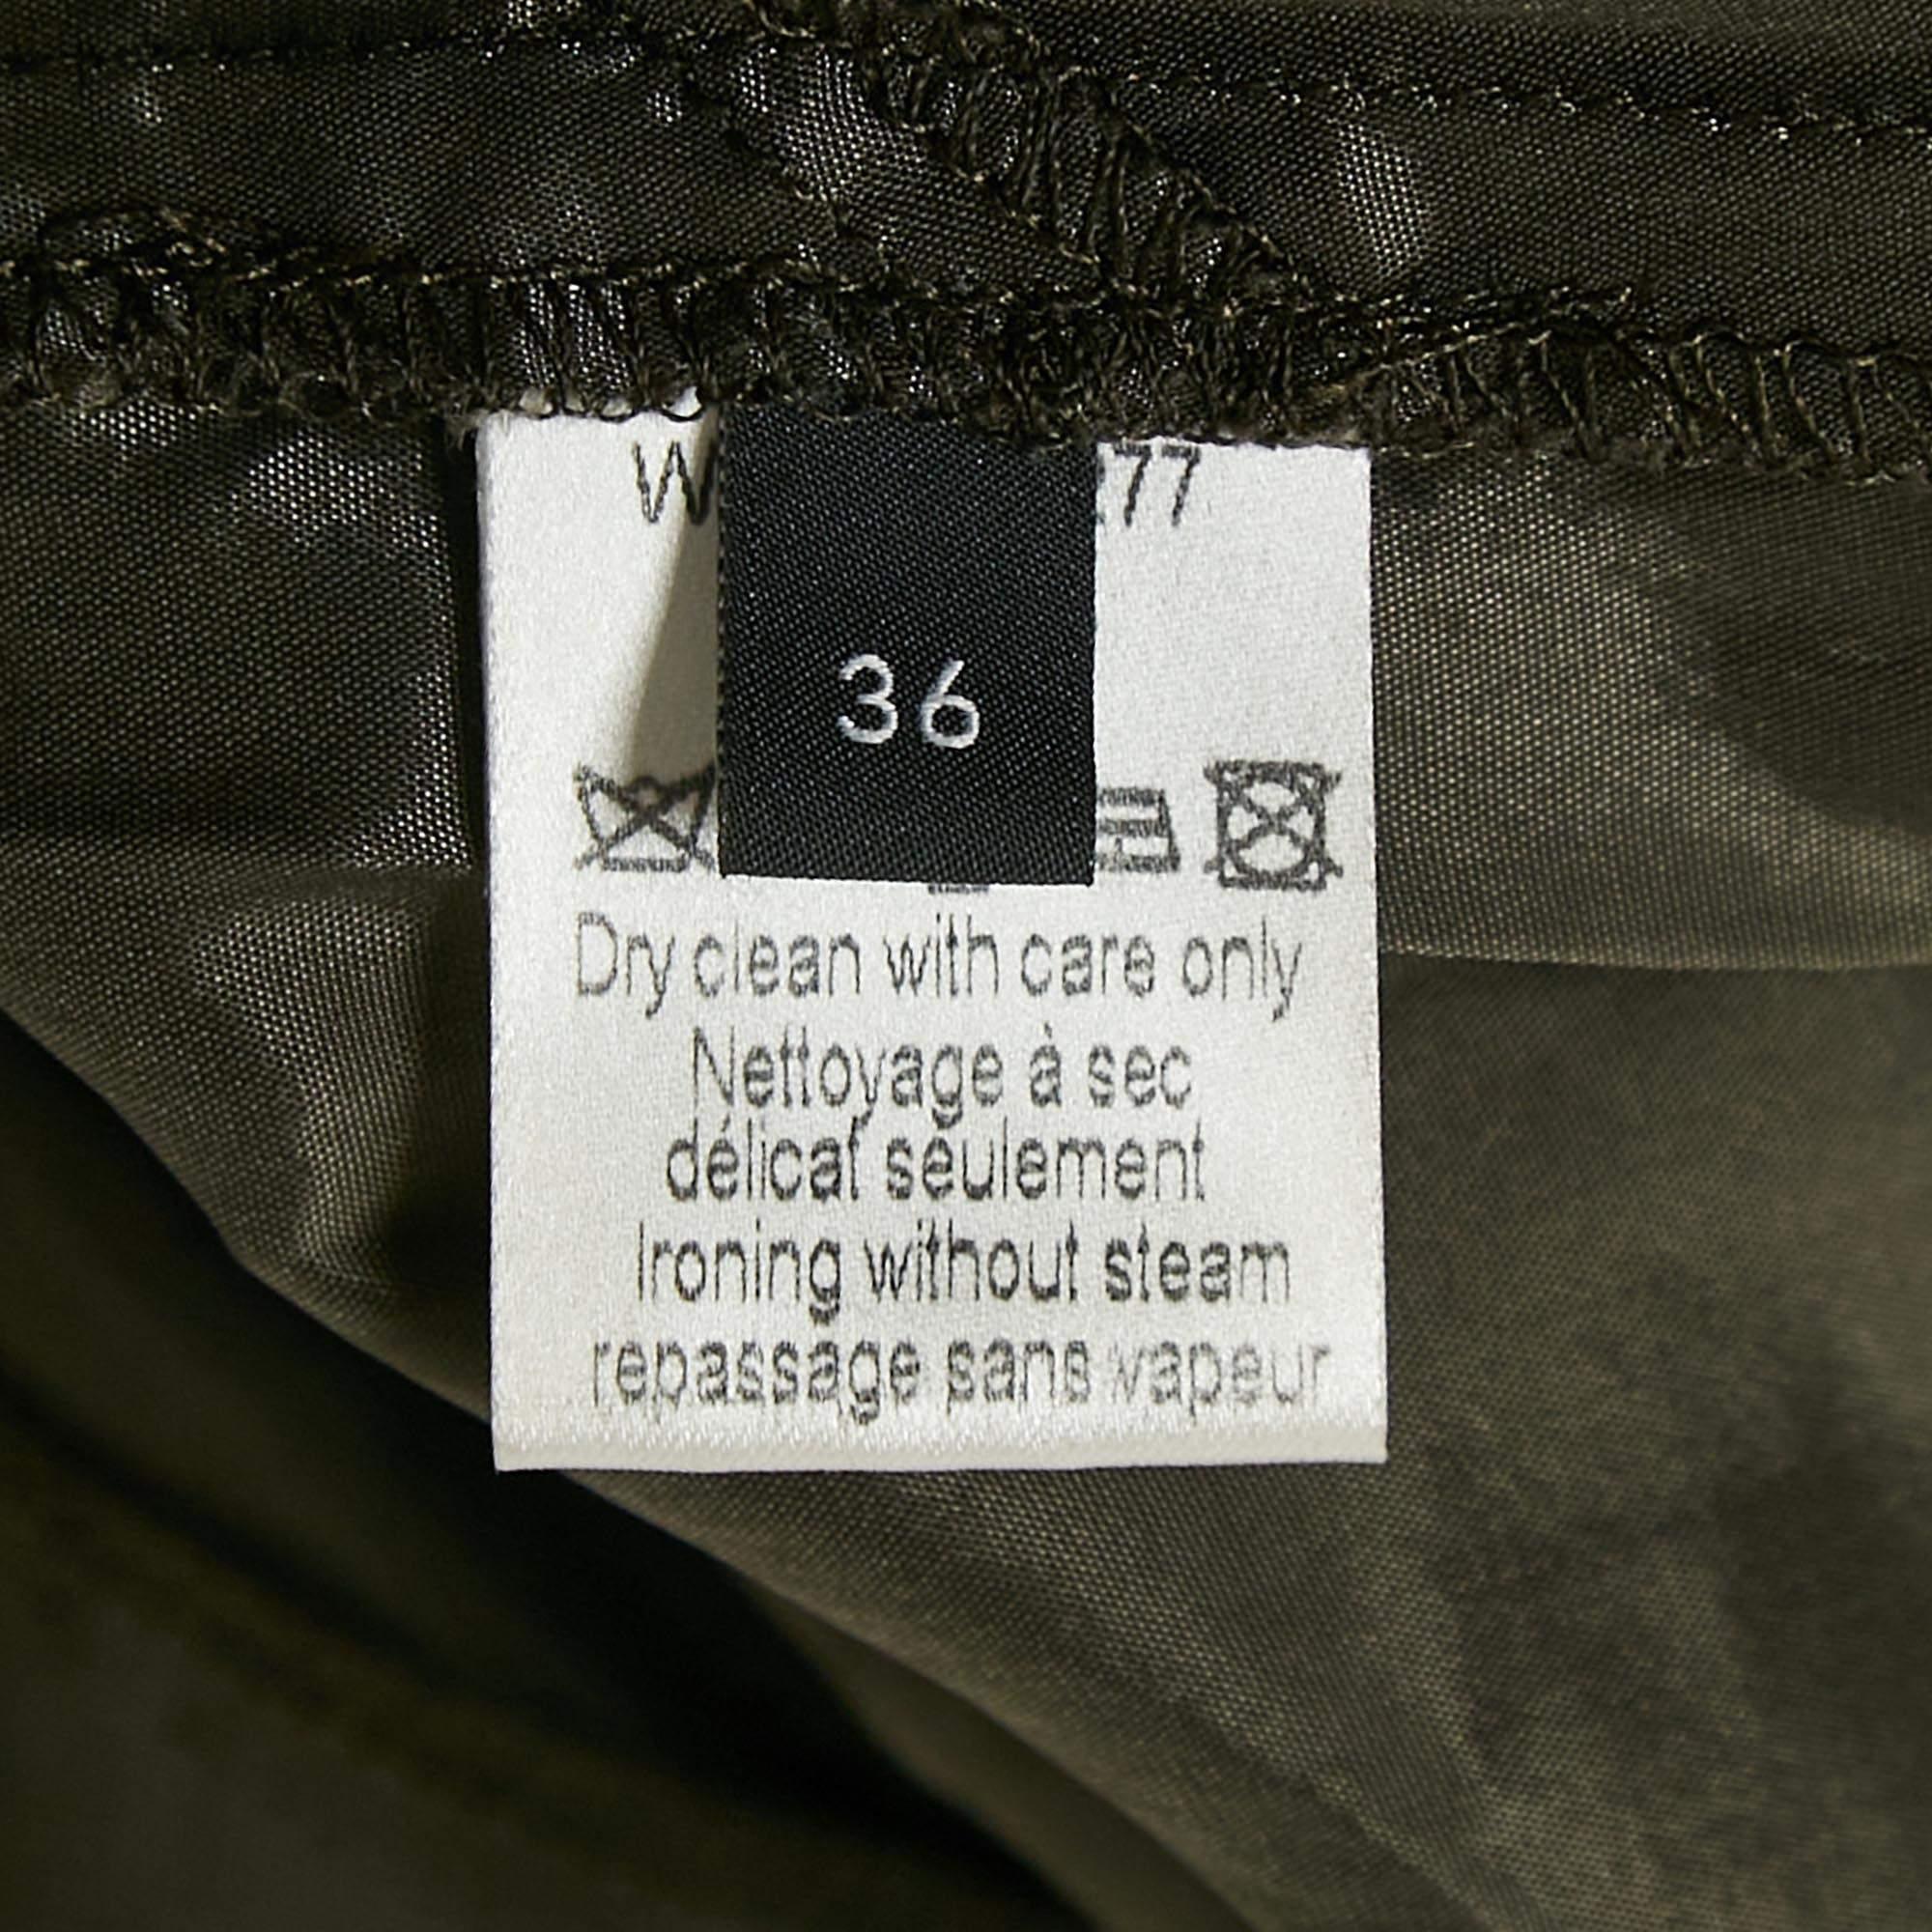 36
Dry clean with care only
Nettoyage à sec
délicat seulement
Ironing without steam
repassage sans vapeur